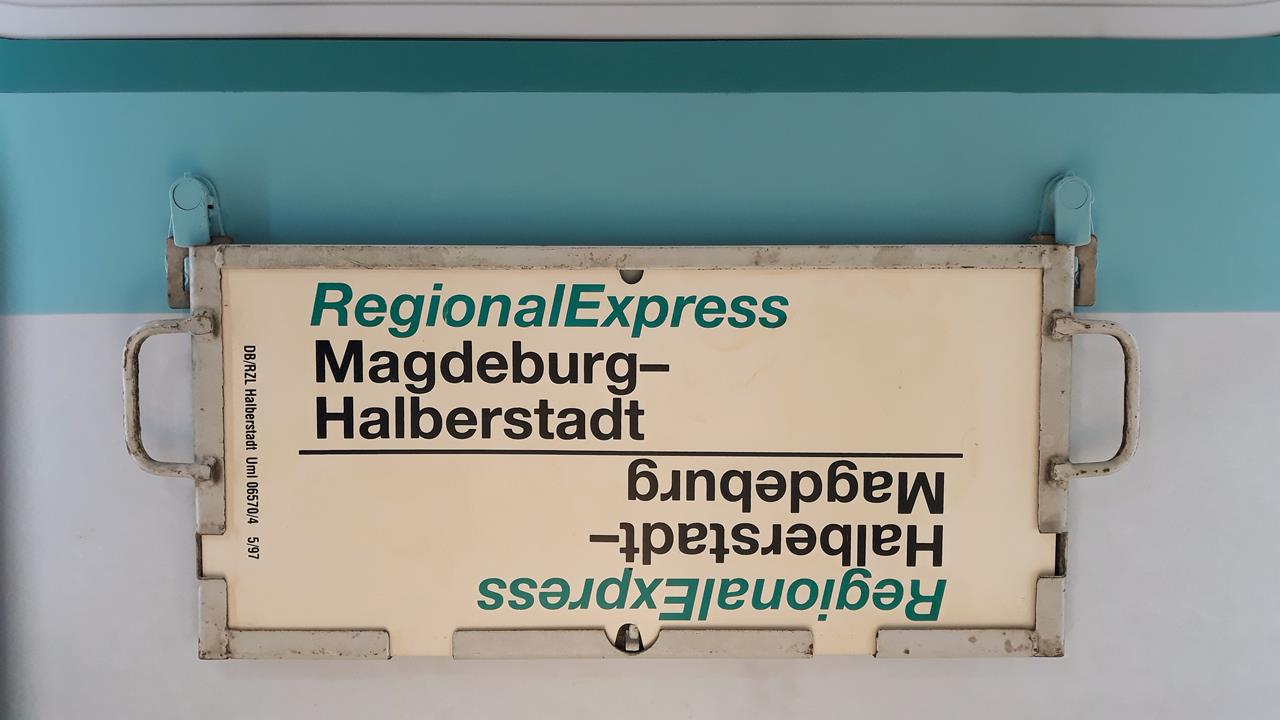 RegionalExpress
Magdeburg–
Halberstadt
RegionalExpress
Halberstadt–
Magdeburg
DB/RZL Halberstadt Uml 06570/4 5/97